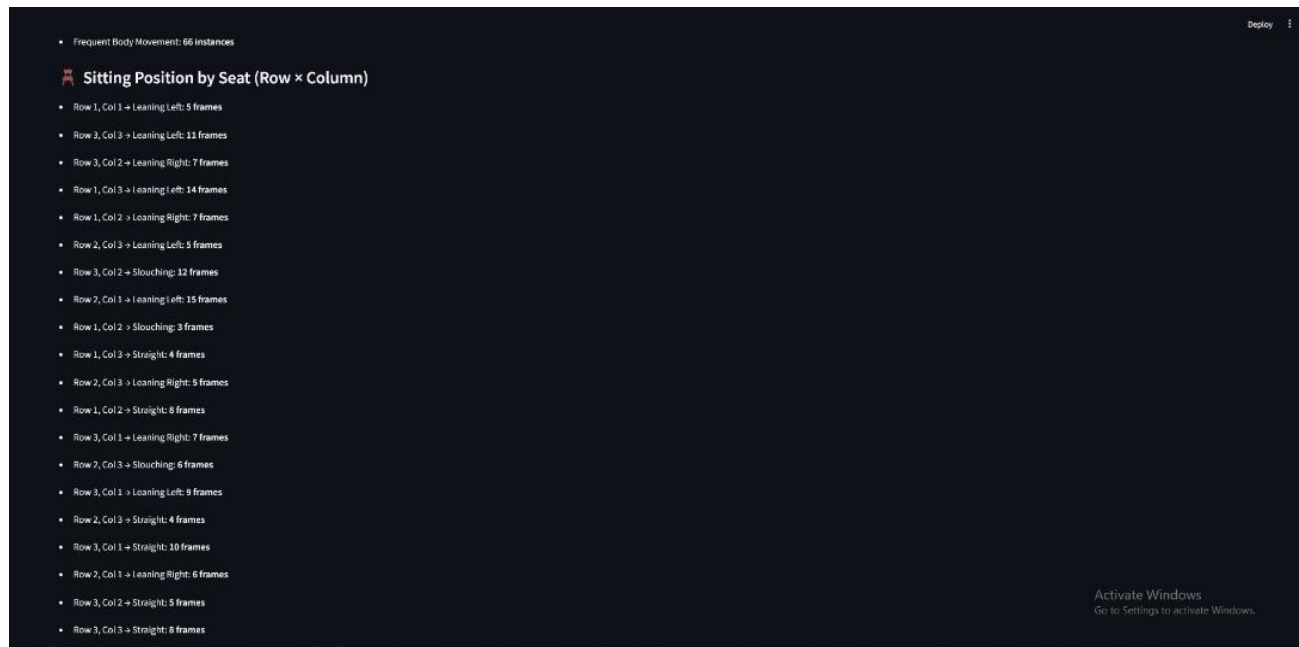 Deploy
• Frequent Body Movement: 66 instances
Sitting Position by Seat (Row × Column)
• Row 1, Col 1 → Leaning Left: 5 frames
• Row 3, Col 3 → Leaning Left: 11 frames
• Row 3, Col 2 → Leaning Right: 7 frames
• Row 1, Col 3 → Leaning Left: 14 frames
• Row 1, Col 2 → Leaning Right: 7 frames
• Row 2, Col 3 → Leaning Left: 5 frames
• Row 3, Col 2 → Slouching: 12 frames
• Row 2, Col 1 → Leaning Left: 15 frames
• Row 1, Col 2 → Slouching: 3 frames
• Row 1, Col 3 → Straight: 4 frames
• Row 2, Col 3 → Leaning Right: 5 frames
• Row 1, Col 2 → Straight: 8 frames
• Row 3, Col 1 → Leaning Right: 7 frames
• Row 2, Col 3 → Slouching: 6 frames
• Row 3, Col 1 → Leaning Left: 9 frames
• Row 2, Col 3 → Straight: 4 frames
• Row 3, Col 1 → Straight: 10 frames
• Row 2, Col 1 → Leaning Right: 6 frames
• Row 3, Col 2 → Straight: 5 frames
• Row 3, Col 3 → Straight: 8 frames
Activate Windows
Go to Settings to activate Windows.